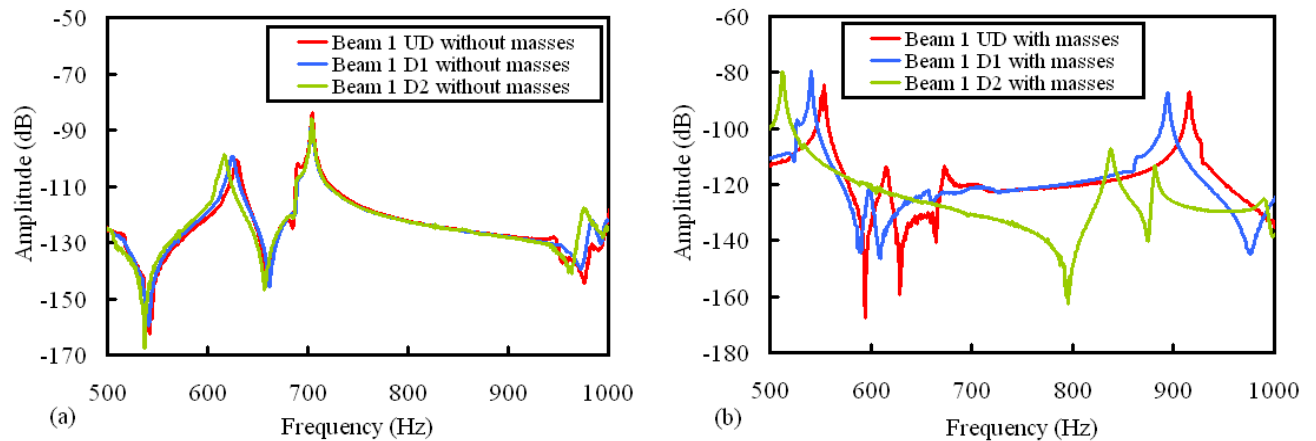 -50
-70
-90
-110
-130
-150
-170
Amplitude (dB)
Beam 1 UD without masses
Beam 1 D1 without masses
Beam 1 D2 without masses
500 600 700 800 900 1000
Frequency (Hz)
(a)
-60
-80
-100
-120
-140
-160
-180
Amplitude (dB)
Beam 1 UD with masses
Beam 1 D1 with masses
Beam 1 D2 with masses
500 600 700 800 900 1000
Frequency (Hz)
(b)